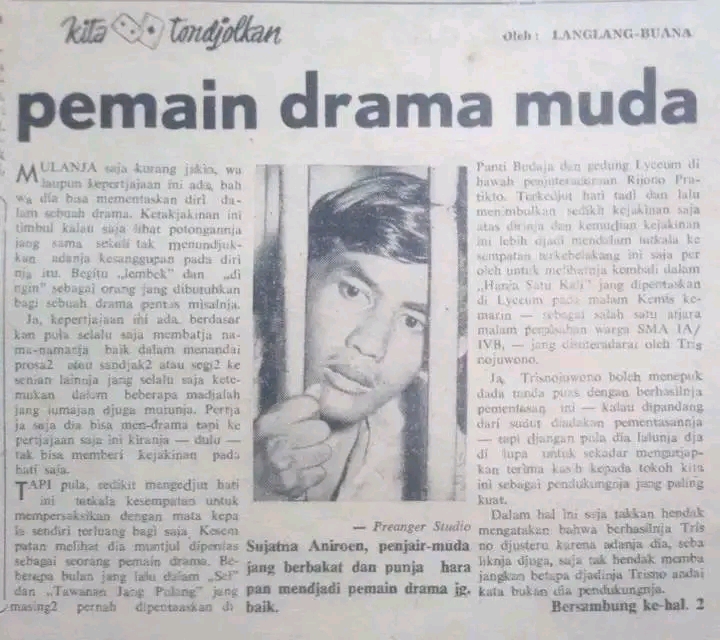 Kita tondjolkan
Oleh : LANGLANG-BUANA
pemain drama muda
MULANJA saja kurang jakin, wa
laupun kepertjajaan ini ada, bah
wa dia bisa mementaskan diri da-
lam sebuah drama. Ketakjakinan ini
timbul kalau saja lihat potongannja
jang sama sekali tak menundjuk-
kan adanja kesanggupan pada diri
nja itu. Begitu „lembek" dan „di
ngin" sebagai orang jang dibutuhkan
bagi sebuah drama pentas misalnja.
Ja, kepertjajaan ini ada, berdasar
kan pula selalu saja membatja na-
ma-namanja baik dalam menandai
prosa2 atau sandjak2 atau segi2 ke
senian lainnja jang selalu saja kete-
mukan dalam beberapa madjalah
jang lumajan djuga mutunja. Pertja
ja saja dia bisa men-drama tapi ke
pertjajaan saja ini kiranja — dulu —
tak bisa memberi kejakinan pada
hati saja.
TAPI pula, sedikit mengedjut hati
ini tatkala kesempatan untuk
mempersaksikan dengan mata kepa
la sendiri terluang bagi saja. Kesem
patan melihat dia muntjul dipentas
sebagai seorang pemain drama. Be-
berapa bulan jang lalu dalam „Sel"
dan „Tawanan Jang Pulang" jang
masing2 pernah dipentaskan di
— Preanger Studio
Sujatna Aniroen, penjair-muda
jang berbakat dan punja hara
pan mendjadi pemain drama jg.
baik.
Panti Budaja dan gedung Lyceum di
bawah penjuteradaraan Rijono Pra-
tikto. Terkedjut hati tadi dan lalu
menimbulkan sedikit kejakinan saja
atas dirinja dan kemudian kejakinan
ini lebih djadi mendalam tatkala ke
sempatan terkebelakang ini saja per
oleh untuk melihatnja kembali dalam
„Hanja Satu Kali" jang dipentaskan
di Lyceum pada malam Kemis ke-
marin — sebagai salah satu atjara
malam perpisahan warga SMA IA/
IVB, — jang disuteradarai oleh Tris
nojuwono.
Ja, Trisnojuwono boleh menepuk
dada tanda puas dengan berhasilnja
pementasan ini — kalau dipandang
dari sudut diadakan pementasannja
— tapi djangan pula dia lalunja dja
di lupa untuk sekadar mengutjap-
kan terima kasih kepada tokoh kita
ini sebagai pendukungnja jang paling
kuat.
Dalam hal ini saja takkan hendak
mengatakan bahwa berhasilnja Tris
no djusteru karena adanja dia, seba
liknja djuga, saja tak hendak memba
jangkan betapa djadinja Trisno andai
kata bukan dia pendukungnja.
Bersambung ke-hal. 2